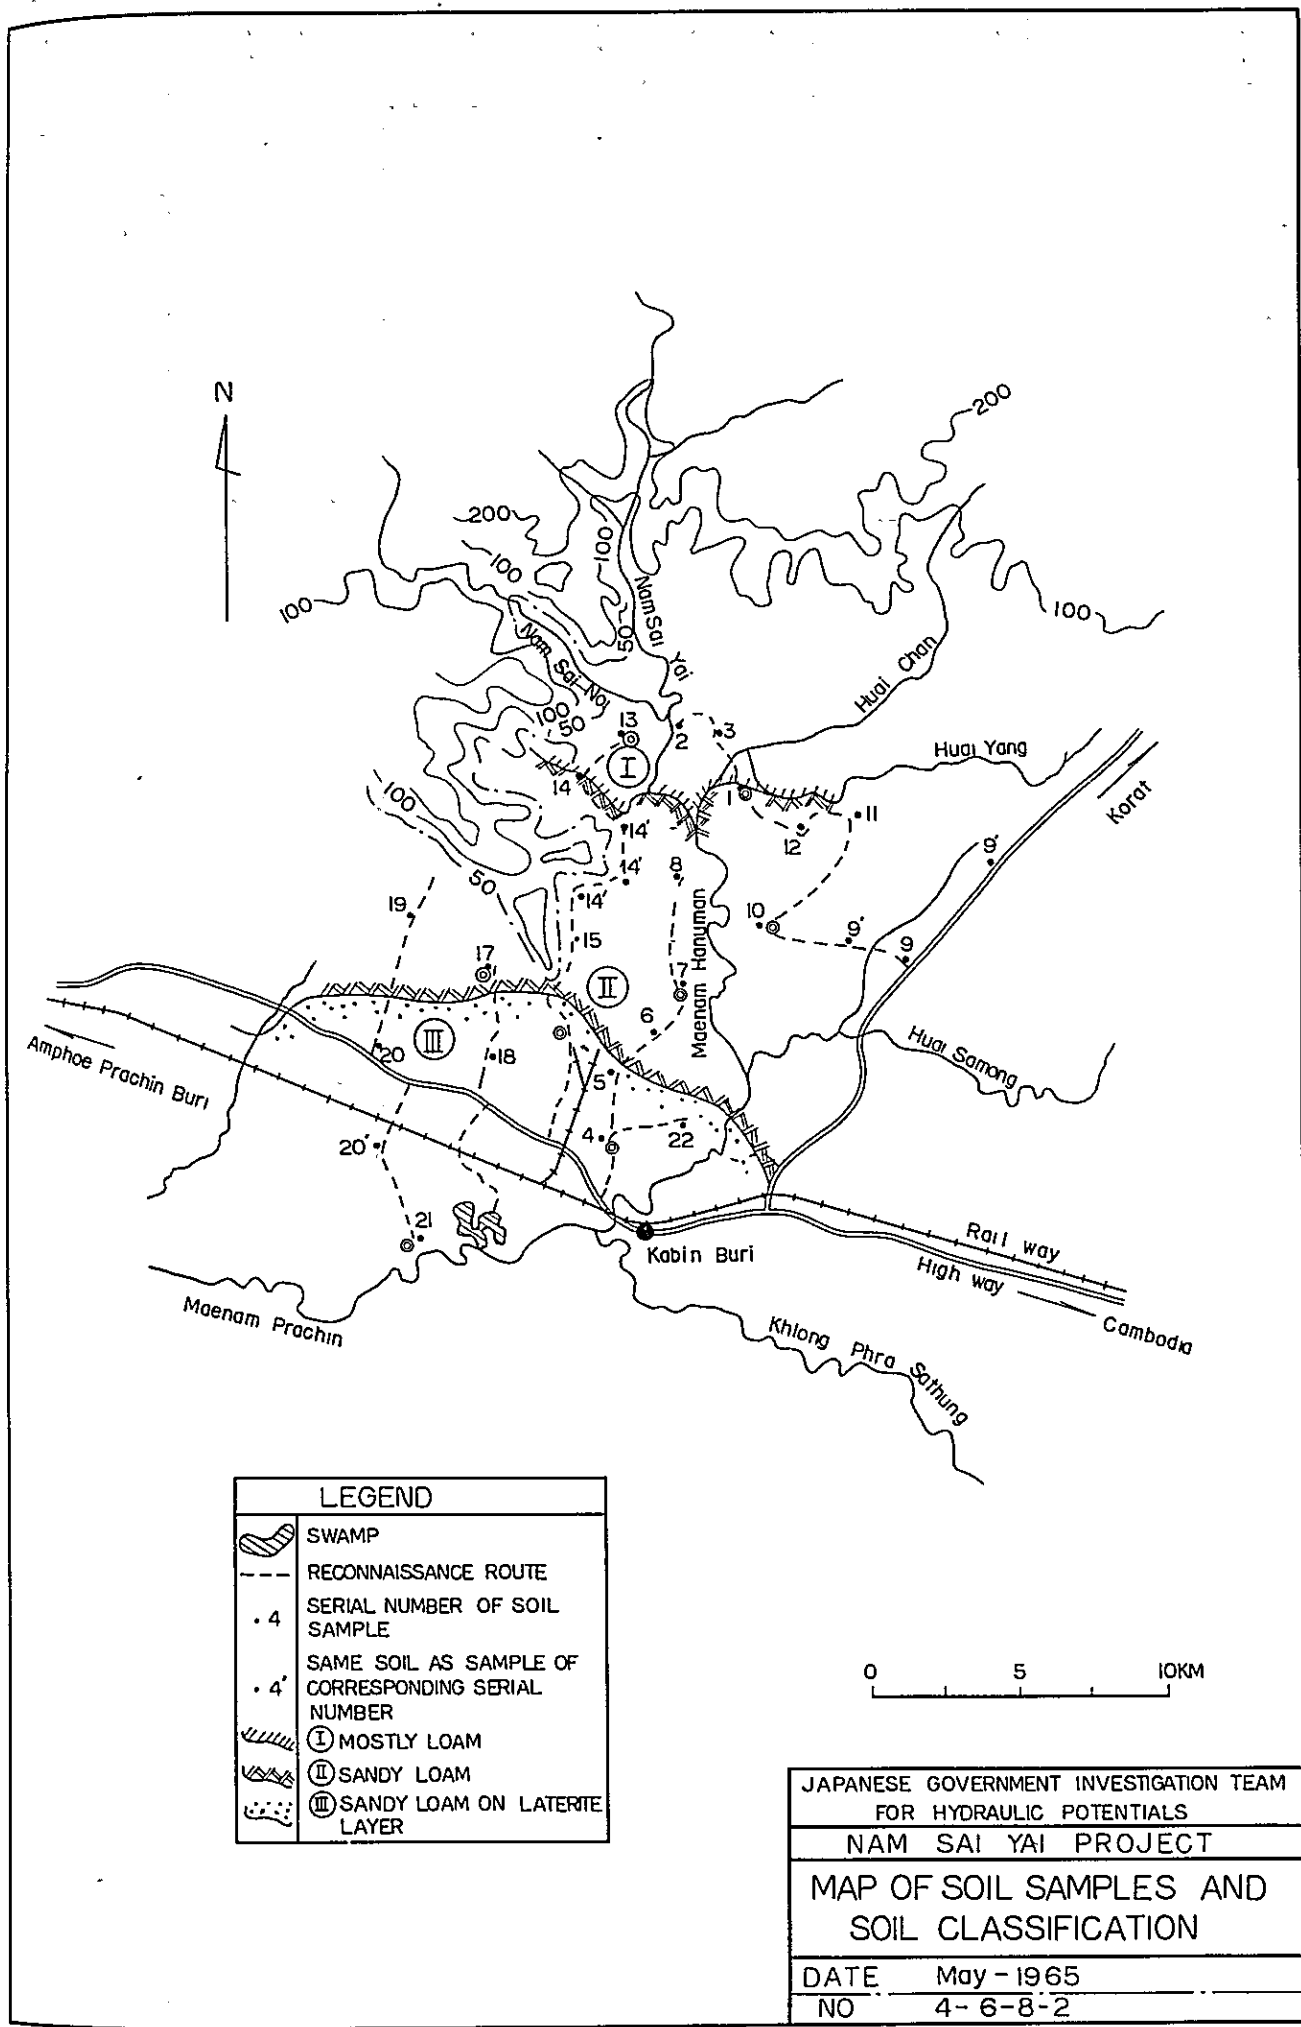 N
200
200
100
100
100
100
50
Nam Sai Yai
Nam Sai Noi
Huai Chan
100
50
13
2
3
I
Huai Yang
14
1
Korat
100
14'
12
11
9'
50
14'
8
14'
19
10
9'
9
15
17
II
7
Maenam Hanuman
6
III
20
18
Huai Samong
Amphoe Prachin Buri
5
4
22
20'
21
Kabin Buri
Rail way
High way
Cambodia
Maenam Prachin
Khlong Phra Sathung
LEGEND
SWAMP
RECONNAISSANCE ROUTE
4
SERIAL NUMBER OF SOIL
SAMPLE
4'
SAME SOIL AS SAMPLE OF
CORRESPONDING SERIAL
NUMBER
I MOSTLY LOAM
II SANDY LOAM
III SANDY LOAM ON LATERITE
LAYER
0 5 10KM
JAPANESE GOVERNMENT INVESTIGATION TEAM
FOR HYDRAULIC POTENTIALS
NAM SAI YAI PROJECT
MAP OF SOIL SAMPLES AND
SOIL CLASSIFICATION
DATE May-1965
NO 4-6-8-2